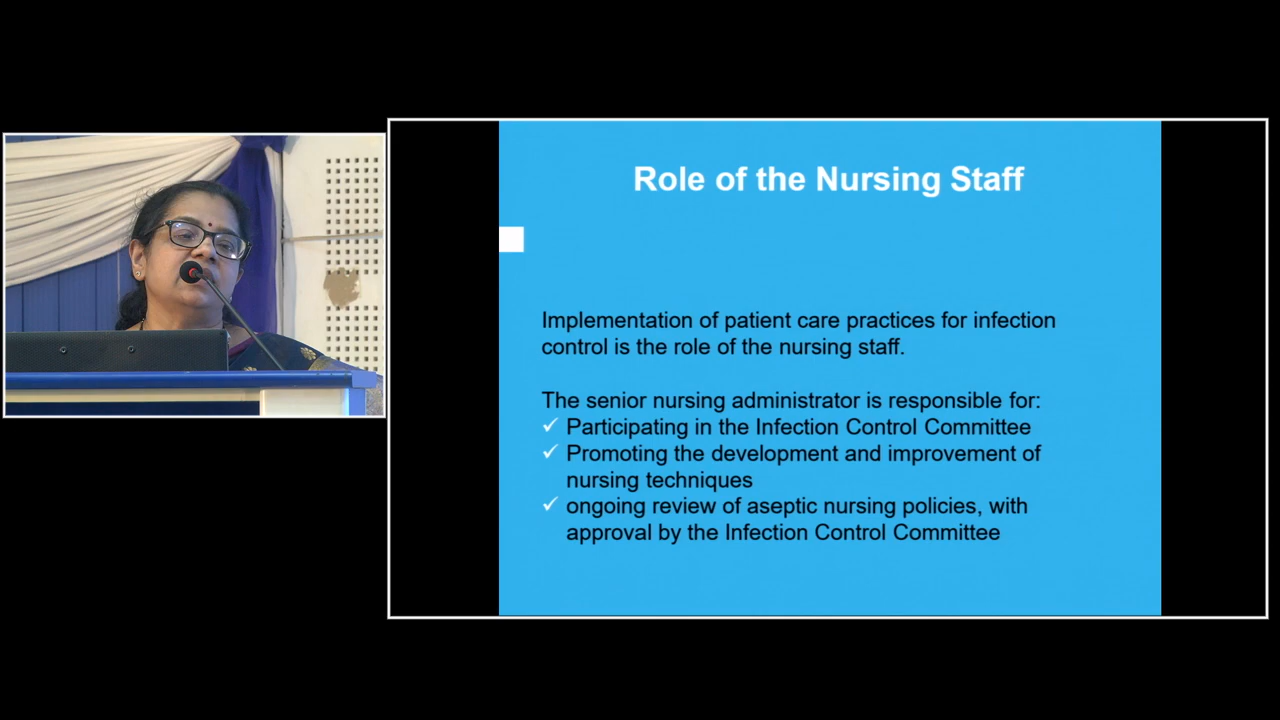 Role of the Nursing Staff
Implementation of patient care practices for infection
control is the role of the nursing staff.
The senior nursing administrator is responsible for:
✓ Participating in the Infection Control Committee
✓ Promoting the development and improvement of
nursing techniques
✓ ongoing review of aseptic nursing policies, with
approval by the Infection Control Committee